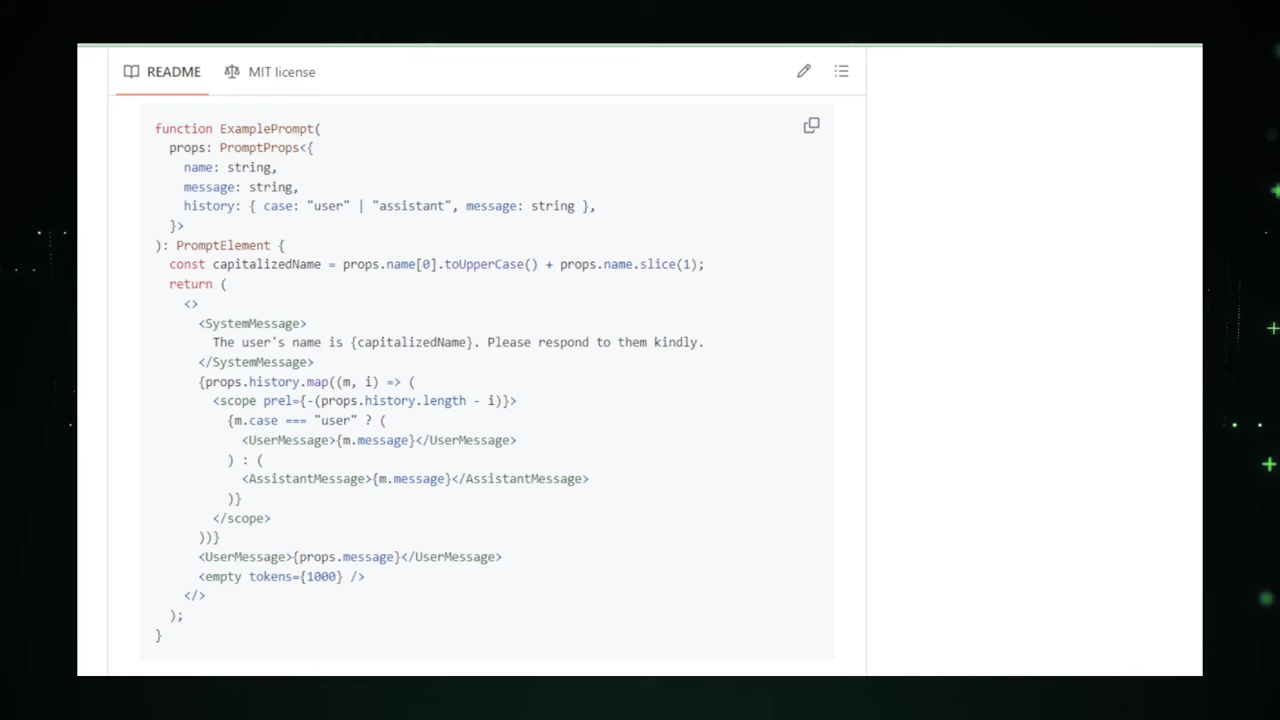 README
MIT license
function ExamplePrompt(
  props: PromptProps<{
    name: string,
    message: string,
    history: { case: "user" | "assistant", message: string },
  }>
): PromptElement {
  const capitalizedName = props.name[0].toUpperCase() + props.name.slice(1);
  return (
    <>
      <SystemMessage>
        The user's name is {capitalizedName}. Please respond to them kindly.
      </SystemMessage>
      {props.history.map((m, i) => (
        <scope prel={-(props.history.length - i)}>
          {m.case === "user" ? (
            <UserMessage>{m.message}</UserMessage>
          ) : (
            <AssistantMessage>{m.message}</AssistantMessage>
          )}
        </scope>
      ))}
      <UserMessage>{props.message}</UserMessage>
      <empty tokens={1000} />
    </>
  );
}